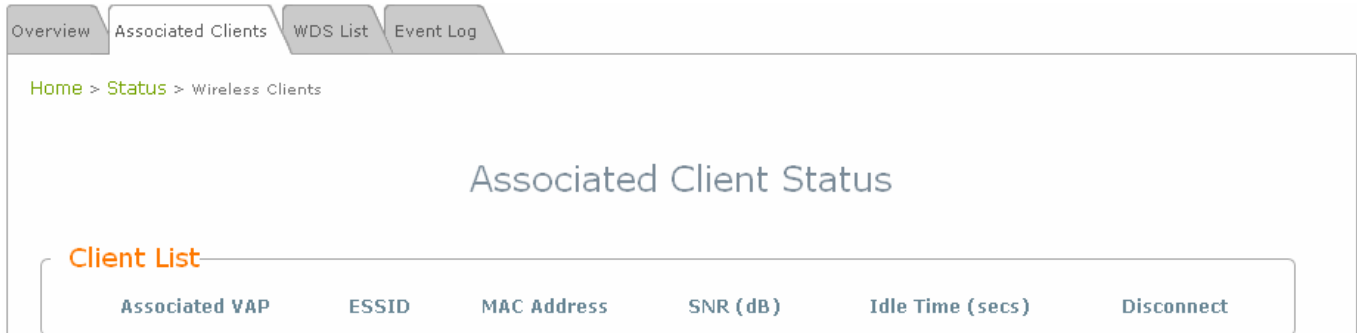 Overview Associated Clients WDS List Event Log
Home > Status > Wireless Clients
Associated Client Status
Client List
Associated VAP ESSID MAC Address SNR (dB) Idle Time (secs) Disconnect